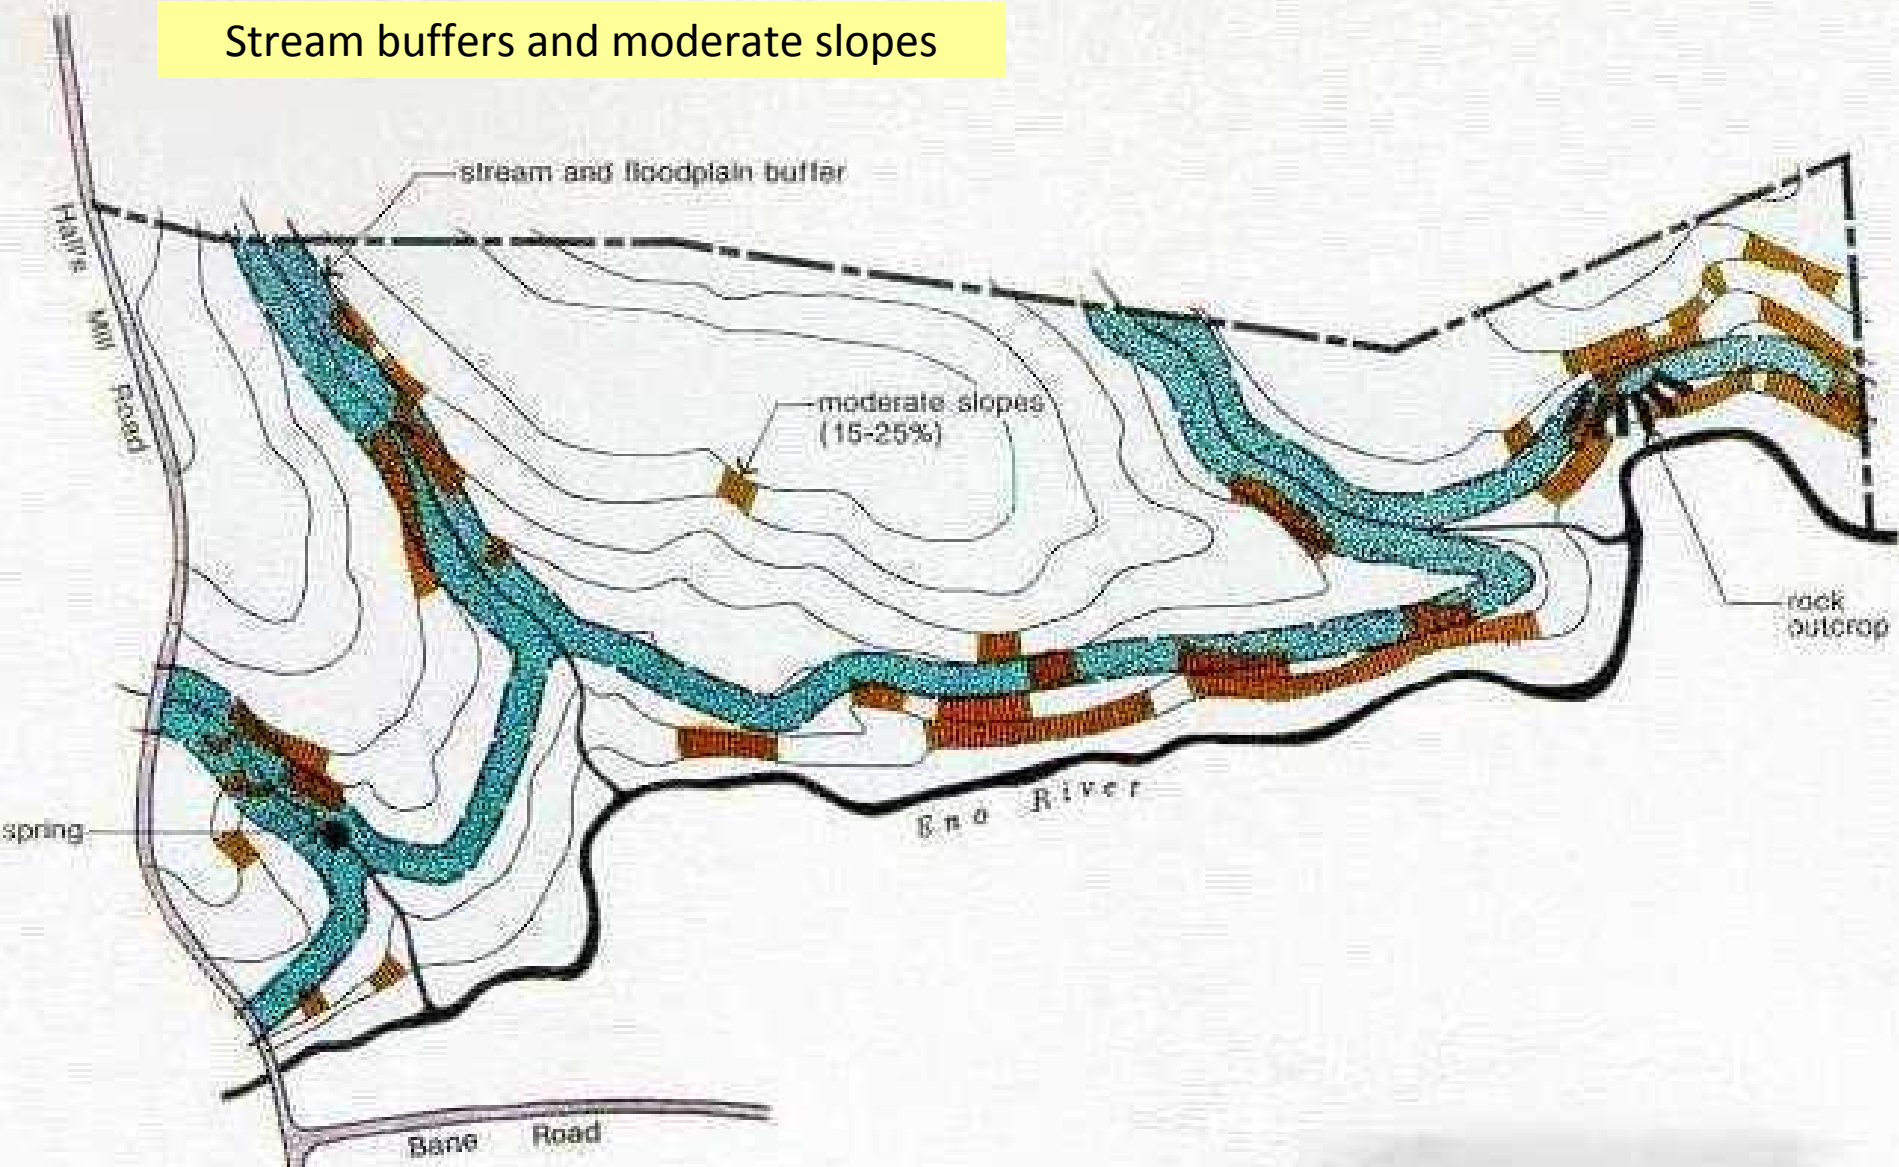 Stream buffers and moderate slopes
stream and floodplain buffer
Hall's Mill Road
moderate slopes
(15-25%)
rock
outcrop
spring
Eno River
Bane Road